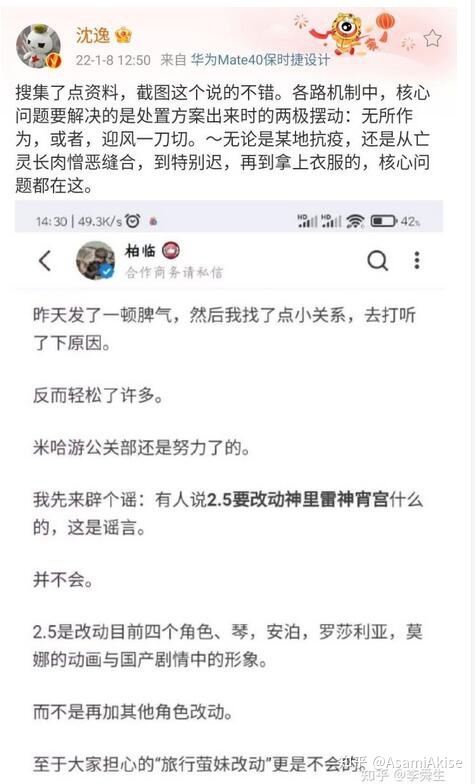 沈逸
22-1-8 12:50 来自 华为Mate40保时捷设计
搜集了点资料，截图这个说的不错。各路机制中，核心
问题要解决的是处置方案出来时的两极摆动：无所作
为，或者，迎风一刀切。～无论是某地抗疫，还是从亡
灵长肉憎恶缝合，到特别迟，再到拿上衣服的，核心问
题都在这。
14:30 | 49.3K/s
HD HD 42%
柏临
合作商务请私信
昨天发了一顿脾气，然后我找了点小关系，去打听
了下原因。
反而轻松了许多。
米哈游公关部还是努力了的。
我先来辟个谣：有人说2.5要改动神里雷神宵宫什么
的，这是谣言。
并不会。
2.5是改动目前四个角色、琴，安泊，罗莎利亚，莫
娜的动画与国产剧情中的形象。
而不是再加其他角色改动。
至于大家担心的“旅行萤妹改动”更是不会的。
知乎 @AsamiAkise
知乎 @李舜生